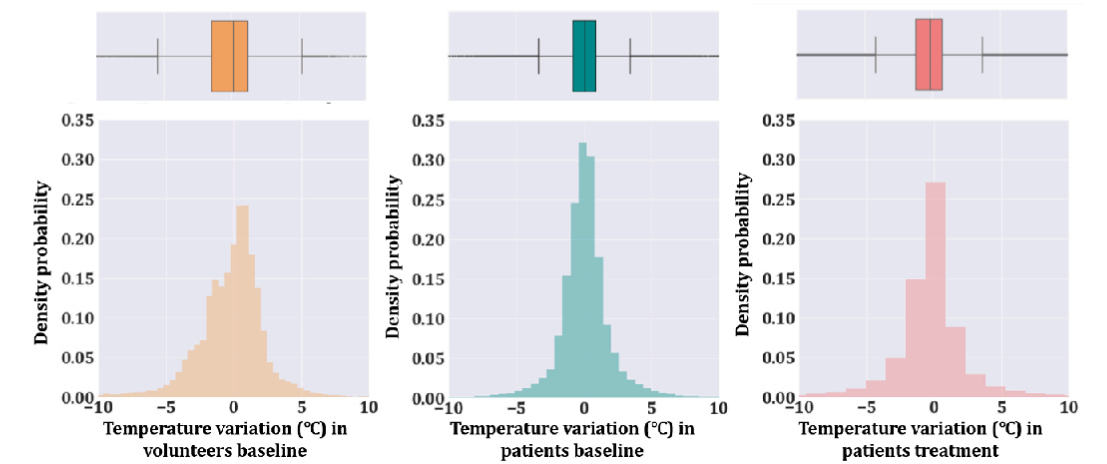 0.35
0.30
0.25
0.20
0.15
0.10
0.05
0.00
Density probability
−10 −5 0 5 10
Temperature variation (°C) in
volunteers baseline
0.35
0.30
0.25
0.20
0.15
0.10
0.05
0.00
Density probability
−10 −5 0 5 10
Temperature variation (°C) in
patients baseline
0.35
0.30
0.25
0.20
0.15
0.10
0.05
0.00
Density probability
−10 −5 0 5 10
Temperature variation (°C) in
patients treatment